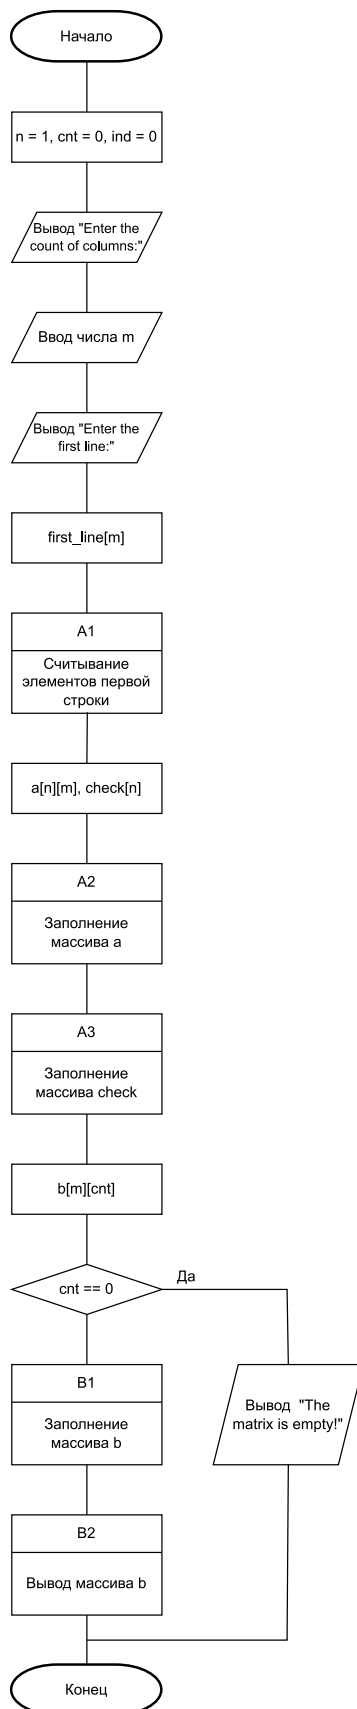 Начало
n = 1, cnt = 0, ind = 0
Вывод "Enter the
count of columns:"
Ввод числа m
Вывод "Enter the
first line:"
first_line[m]
A1
Считывание
элементов первой
строки
a[n][m], check[n]
A2
Заполнение
массива a
A3
Заполнение
массива check
b[m][cnt]
cnt == 0
Да
B1
Заполнение
массива b
Вывод  "The
matrix is empty!"
B2
Вывод массива b
Конец